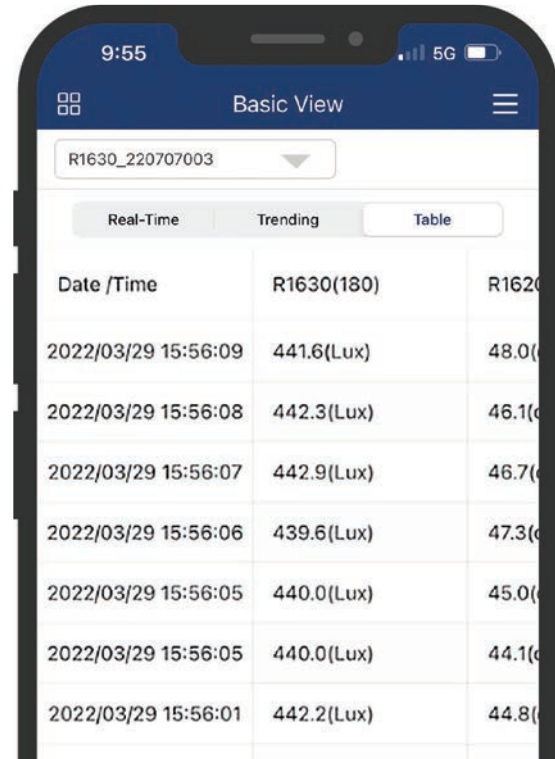 9:55 5G
Basic View
R1630_220707003
Real-Time Trending Table
Date /Time R1630(180) R1620(
2022/03/29 15:56:09 441.6(Lux) 48.0(
2022/03/29 15:56:08 442.3(Lux) 46.1(
2022/03/29 15:56:07 442.9(Lux) 46.7(
2022/03/29 15:56:06 439.6(Lux) 47.3(
2022/03/29 15:56:05 440.0(Lux) 45.0(
2022/03/29 15:56:05 440.0(Lux) 44.1(
2022/03/29 15:56:01 442.2(Lux) 44.8(